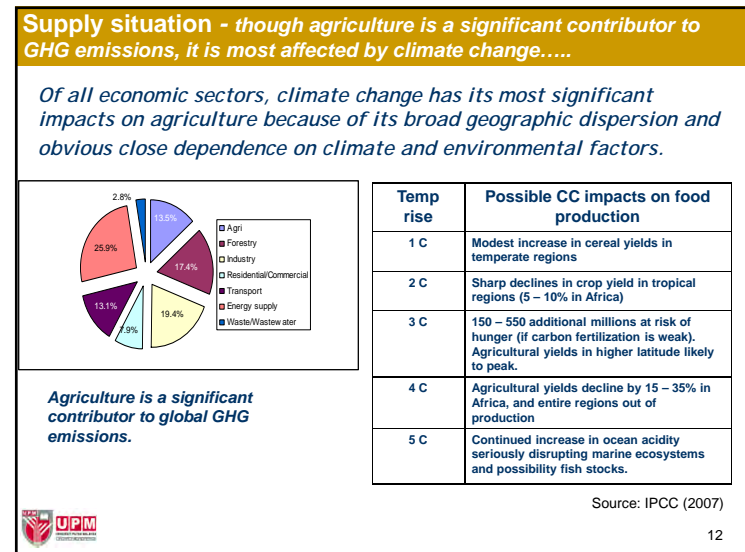 Supply situation - though agriculture is a significant contributor to
GHG emissions, it is most affected by climate change…..
Of all economic sectors, climate change has its most significant
impacts on agriculture because of its broad geographic dispersion and
obvious close dependence on climate and environmental factors.
2.8%
13.5%
25.9%
17.4%
13.1%
7.9%
19.4%
Agri
Forestry
Industry
Residential/Commercial
Transport
Energy supply
Waste/Wastewater
Agriculture is a significant
contributor to global GHG
emissions.
Temp
rise
Possible CC impacts on food
production
1 C
Modest increase in cereal yields in
temperate regions
2 C
Sharp declines in crop yield in tropical
regions (5 – 10% in Africa)
3 C
150 – 550 additional millions at risk of
hunger (if carbon fertilization is weak).
Agricultural yields in higher latitude likely
to peak.
4 C
Agricultural yields decline by 15 – 35% in
Africa, and entire regions out of
production
5 C
Continued increase in ocean acidity
seriously disrupting marine ecosystems
and possibility fish stocks.
Source: IPCC (2007)
UPM
12